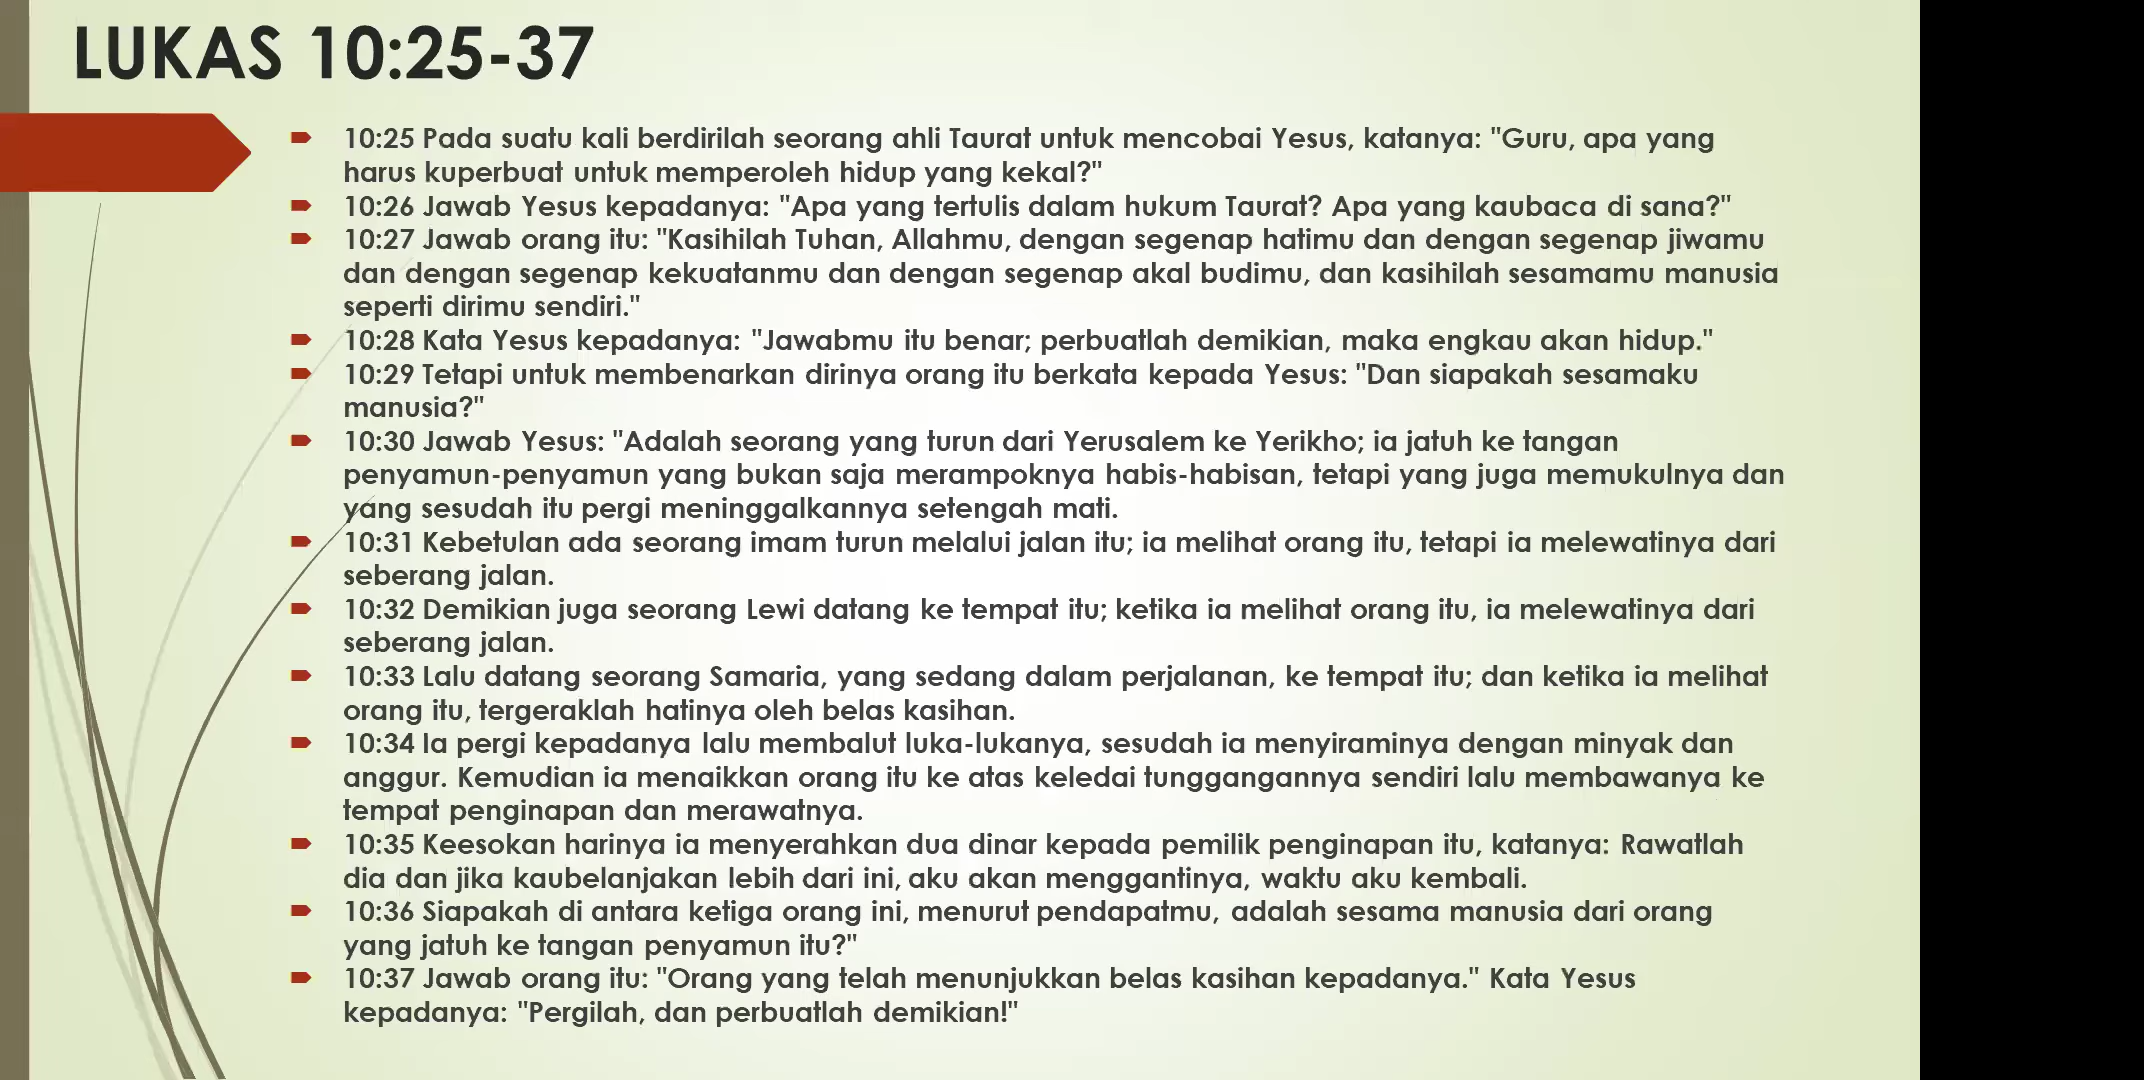 LUKAS 10:25-37
10:25 Pada suatu kali berdirilah seorang ahli Taurat untuk mencobai Yesus, katanya: "Guru, apa yang
harus kuperbuat untuk memperoleh hidup yang kekal?"
10:26 Jawab Yesus kepadanya: "Apa yang tertulis dalam hukum Taurat? Apa yang kaubaca di sana?"
10:27 Jawab orang itu: "Kasihilah Tuhan, Allahmu, dengan segenap hatimu dan dengan segenap jiwamu
dan dengan segenap kekuatanmu dan dengan segenap akal budimu, dan kasihilah sesamamu manusia
seperti dirimu sendiri."
10:28 Kata Yesus kepadanya: "Jawabmu itu benar; perbuatlah demikian, maka engkau akan hidup."
10:29 Tetapi untuk membenarkan dirinya orang itu berkata kepada Yesus: "Dan siapakah sesamaku
manusia?"
10:30 Jawab Yesus: "Adalah seorang yang turun dari Yerusalem ke Yerikho; ia jatuh ke tangan
penyamun-penyamun yang bukan saja merampoknya habis-habisan, tetapi yang juga memukulnya dan
yang sesudah itu pergi meninggalkannya setengah mati.
10:31 Kebetulan ada seorang imam turun melalui jalan itu; ia melihat orang itu, tetapi ia melewatinya dari
seberang jalan.
10:32 Demikian juga seorang Lewi datang ke tempat itu; ketika ia melihat orang itu, ia melewatinya dari
seberang jalan.
10:33 Lalu datang seorang Samaria, yang sedang dalam perjalanan, ke tempat itu; dan ketika ia melihat
orang itu, tergeraklah hatinya oleh belas kasihan.
10:34 Ia pergi kepadanya lalu membalut luka-lukanya, sesudah ia menyiraminya dengan minyak dan
anggur. Kemudian ia menaikkan orang itu ke atas keledai tunggangannya sendiri lalu membawanya ke
tempat penginapan dan merawatnya.
10:35 Keesokan harinya ia menyerahkan dua dinar kepada pemilik penginapan itu, katanya: Rawatlah
dia dan jika kaubelanjakan lebih dari ini, aku akan menggantinya, waktu aku kembali.
10:36 Siapakah di antara ketiga orang ini, menurut pendapatmu, adalah sesama manusia dari orang
yang jatuh ke tangan penyamun itu?"
10:37 Jawab orang itu: "Orang yang telah menunjukkan belas kasihan kepadanya." Kata Yesus
kepadanya: "Pergilah, dan perbuatlah demikian!"